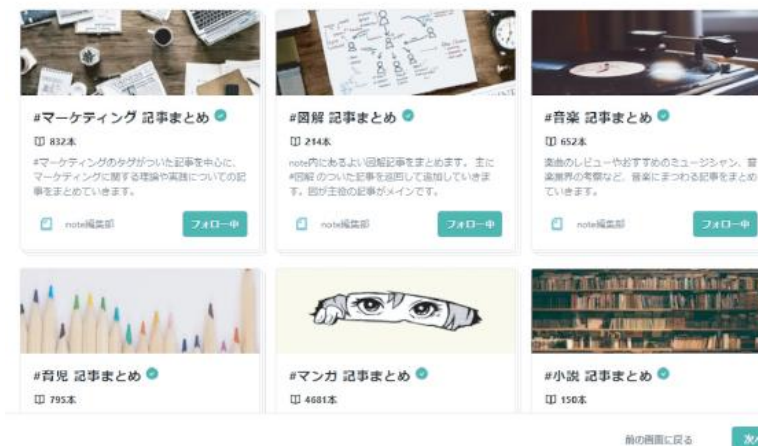 #マーケティング 記事まとめ
832本
#マーケティングのタグがついた記事を中心に、
マーケティングに関する理論や実践についての記
事をまとめていきます。
note編集部
フォロー中
#図解 記事まとめ
214本
note内にあるよい図解記事をまとめます。 主に
#図解 のついた記事を巡回して追加していきま
す。図が主役の記事がメインです。
note編集部
フォロー中
#音楽 記事まとめ
652本
楽曲のレビューやおすすめのミュージシャン、音
楽業界の考察など、音楽にまつわる記事をまとめ
ていきます。
note編集部
フォロー中
#育児 記事まとめ
795本
#マンガ 記事まとめ
4681本
#小説 記事まとめ
150本
前の画面に戻る
次へ